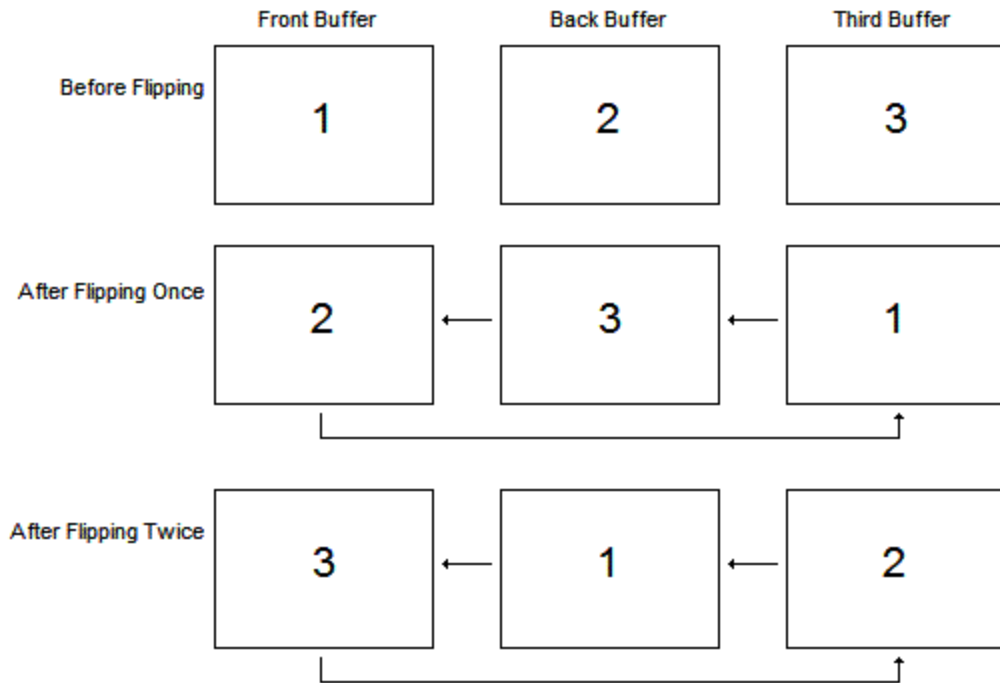 Front Buffer Back Buffer Third Buffer
Before Flipping 1 2 3
After Flipping Once 2 3 1
After Flipping Twice 3 1 2